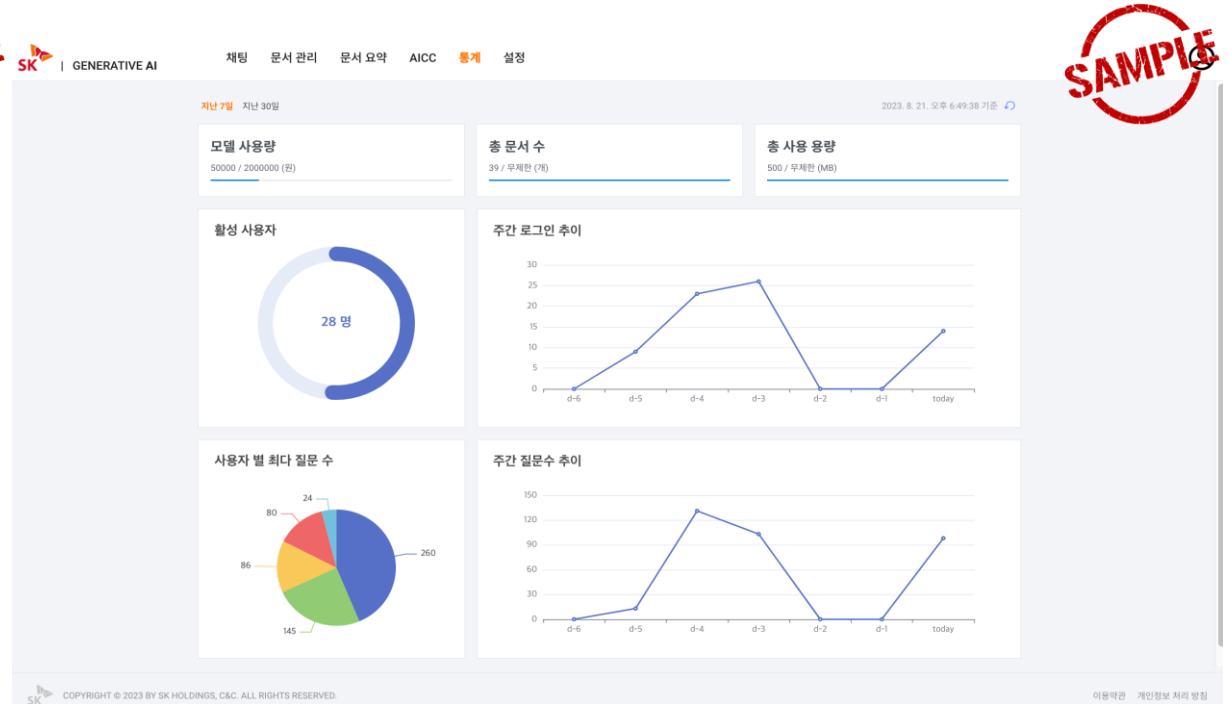 SK
| GENERATIVE AI
채팅 문서 관리 문서 요약 AICC 통계 설정
SAMPLE
지난 7일 지난 30일
2023. 8. 21. 오후 6:49:38 기준
모델 사용량
50000 / 2000000 (원)
총 문서 수
39 / 무제한 (개)
총 사용 용량
500 / 무제한 (MB)
활성 사용자
28 명
주간 로그인 추이
30
25
20
15
10
5
0
d-6 d-5 d-4 d-3 d-2 d-1 today
사용자 별 최다 질문 수
24
80
260
86
145
주간 질문수 추이
150
120
90
60
30
0
d-6 d-5 d-4 d-3 d-2 d-1 today
SK
COPYRIGHT © 2023 BY SK HOLDINGS, C&C. ALL RIGHTS RESERVED.
이용약관 개인정보 처리 방침